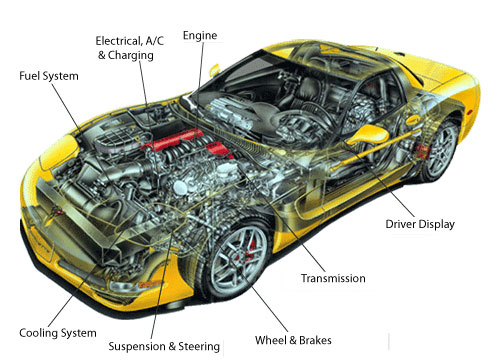 Electrical, A/C
& Charging
Engine
Fuel System
Driver Display
Transmission
Cooling System
Suspension & Steering
Wheel & Brakes